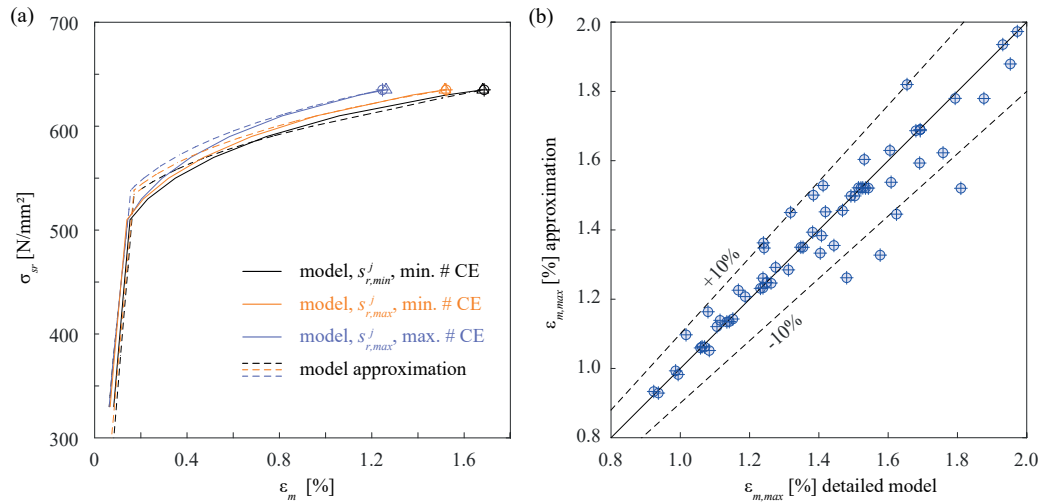 (a)
700
600
500
400
300
σsr [N/mm²]
0
0.4
0.8
1.2
1.6
εm [%]
model, s^j_r,min, min. # CE
model, s^j_r,max, min. # CE
model, s^j_r,max, max. # CE
model approximation
(b)
2.0
1.8
1.6
1.4
1.2
1.0
0.8
εm,max [%] approximation
+10%
-10%
0.8
1.0
1.2
1.4
1.6
1.8
2.0
εm,max [%] detailed model